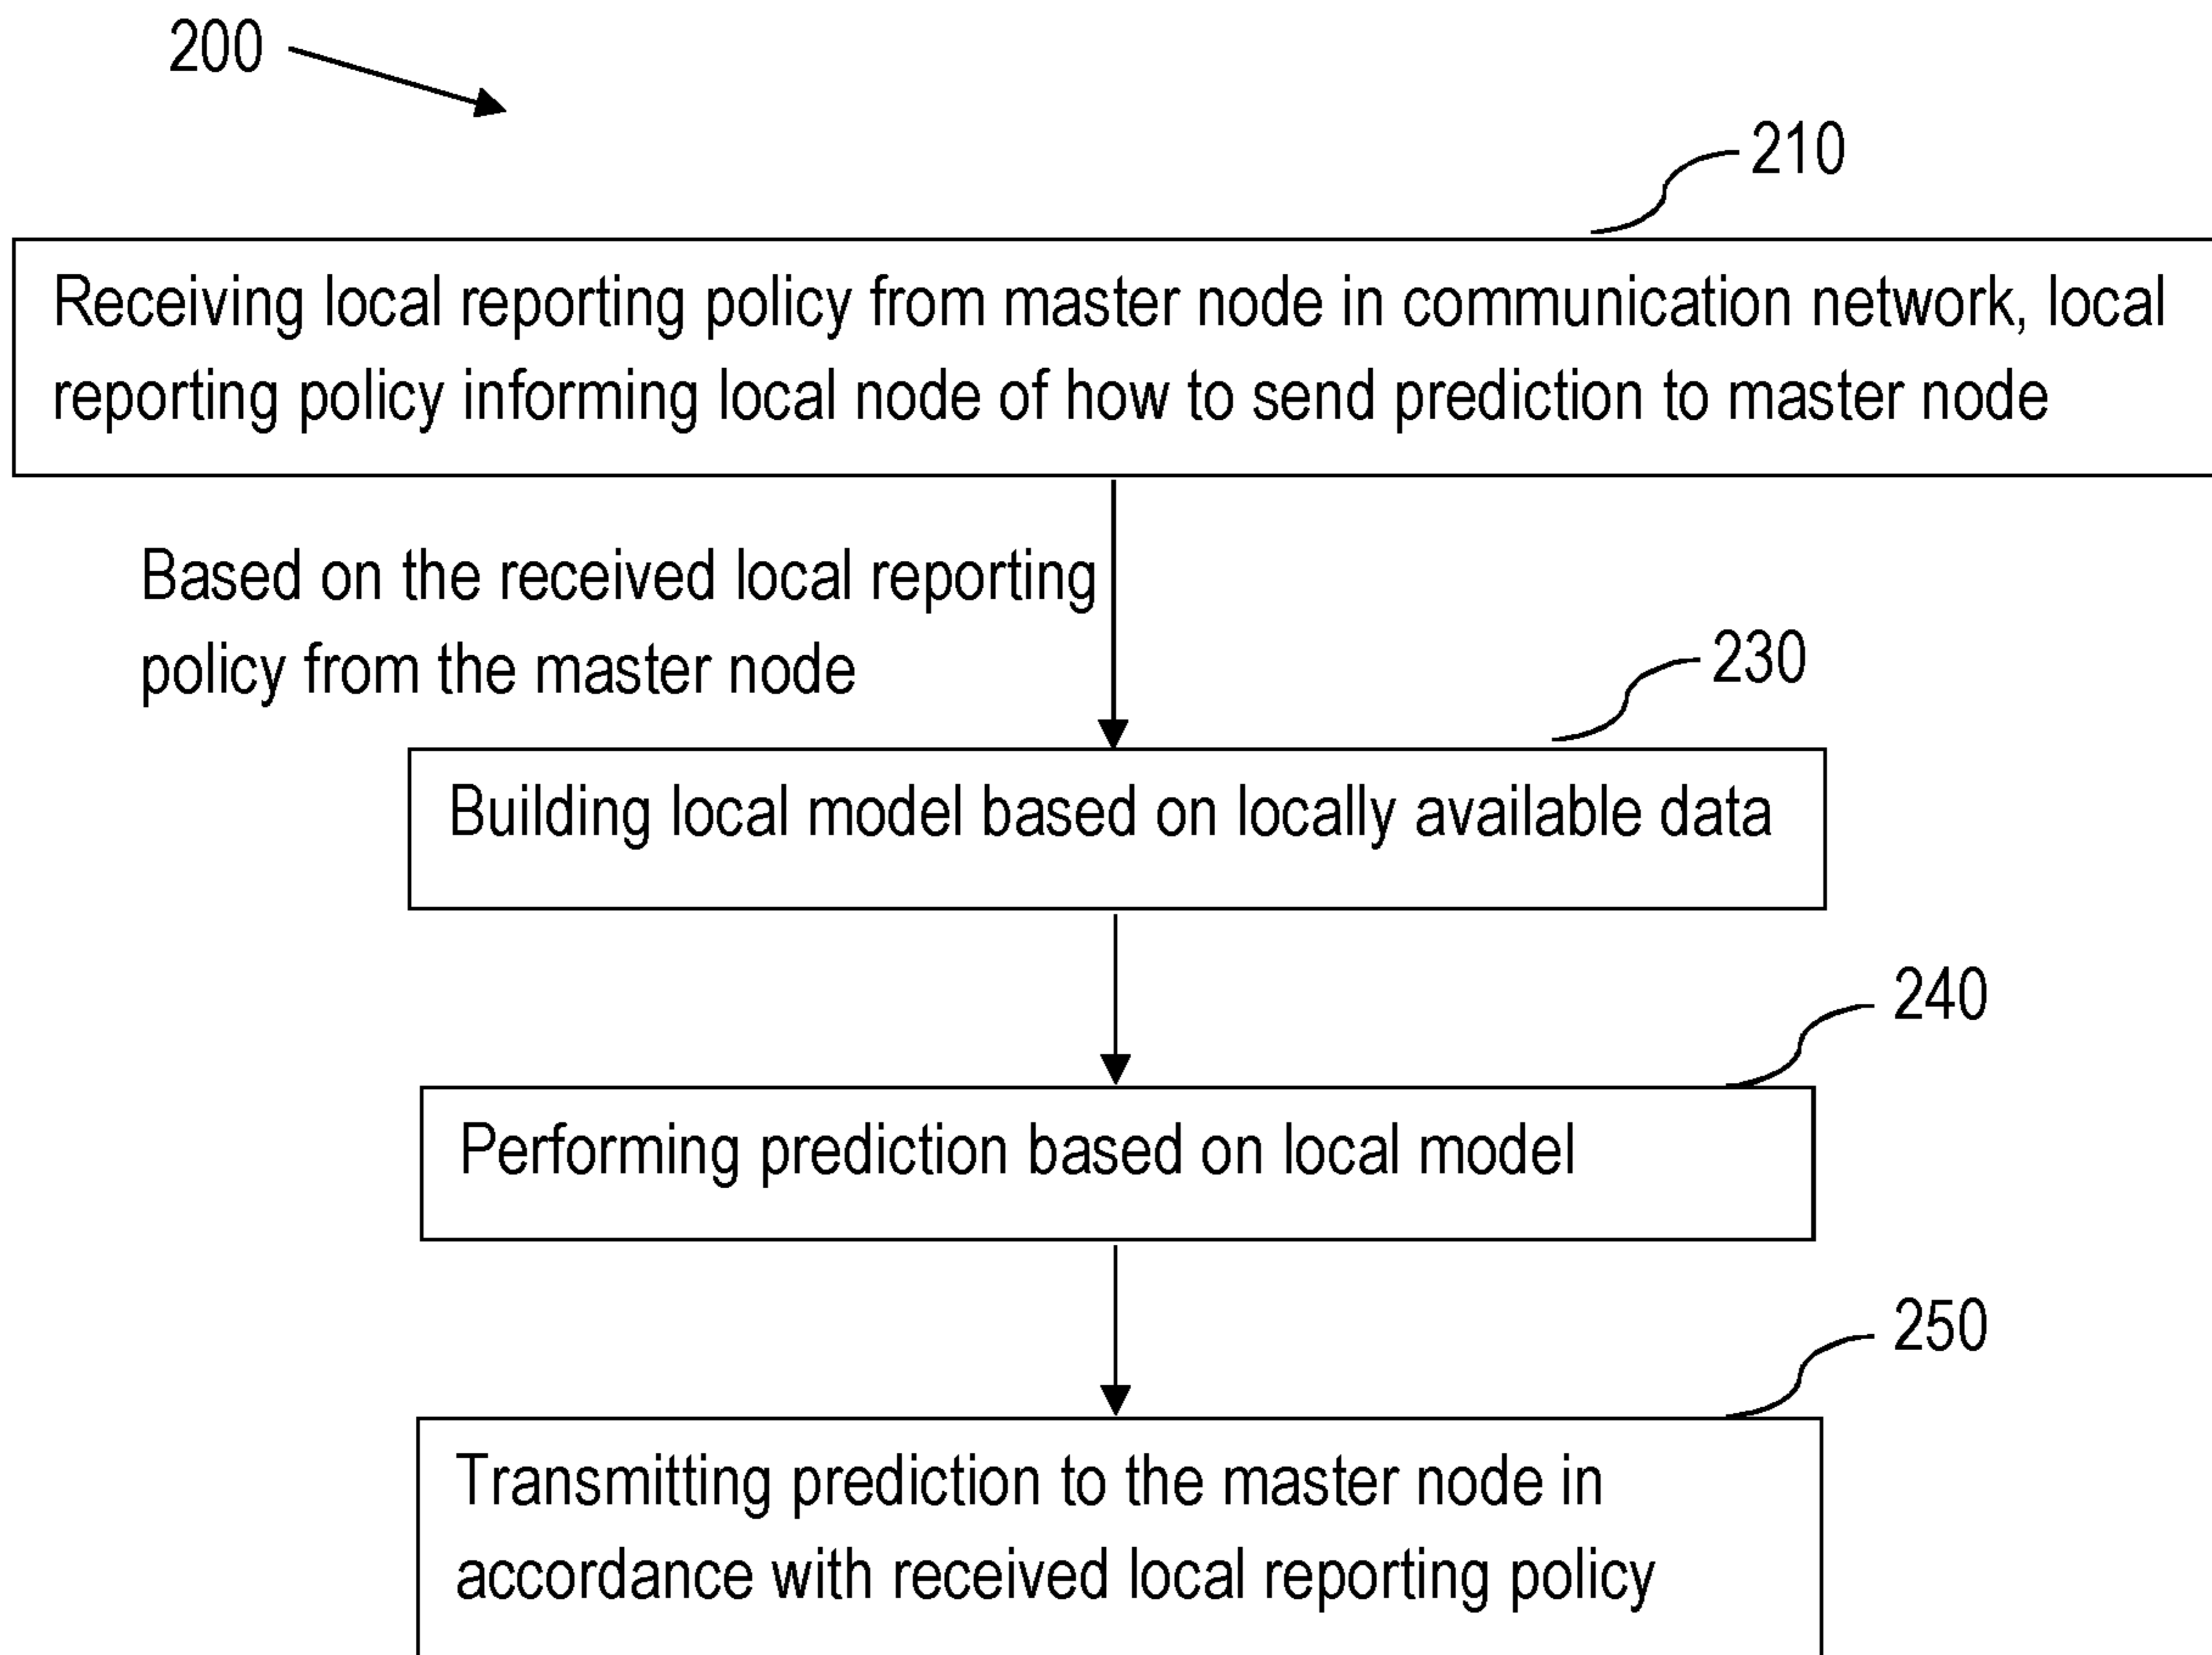 200
210
Receiving local reporting policy from master node in communication network, local
reporting policy informing local node of how to send prediction to master node
Based on the received local reporting
policy from the master node
230
Building local model based on locally available data
240
Performing prediction based on local model
250
Transmitting prediction to the master node in
accordance with received local reporting policy